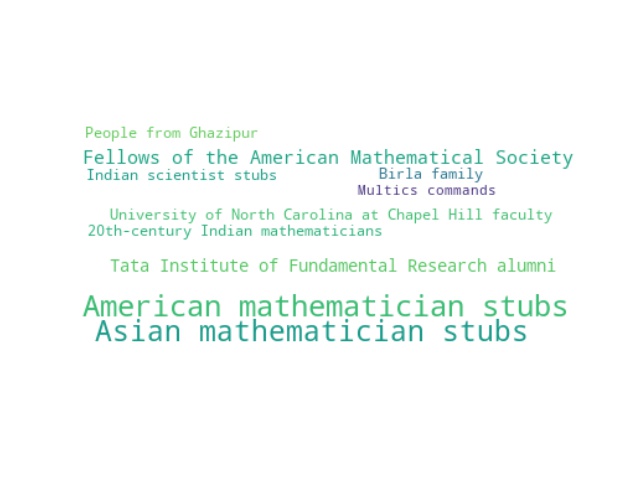 People from Ghazipur
Fellows of the American Mathematical Society
Indian scientist stubs
Birla family
Multics commands
University of North Carolina at Chapel Hill faculty
20th-century Indian mathematicians
Tata Institute of Fundamental Research alumni
American mathematician stubs
Asian mathematician stubs